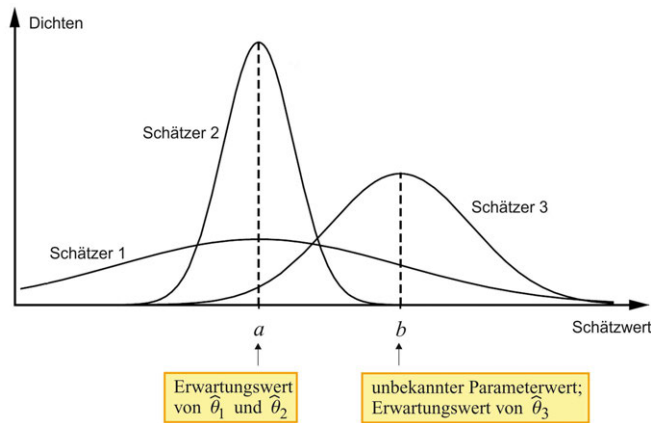 Dichten
Schätzer 2
Schätzer 3
Schätzer 1
a
b
Schätzwert
Erwartungswert
von θ̂₁ und θ̂₂
unbekannter Parameterwert;
Erwartungswert von θ̂₃